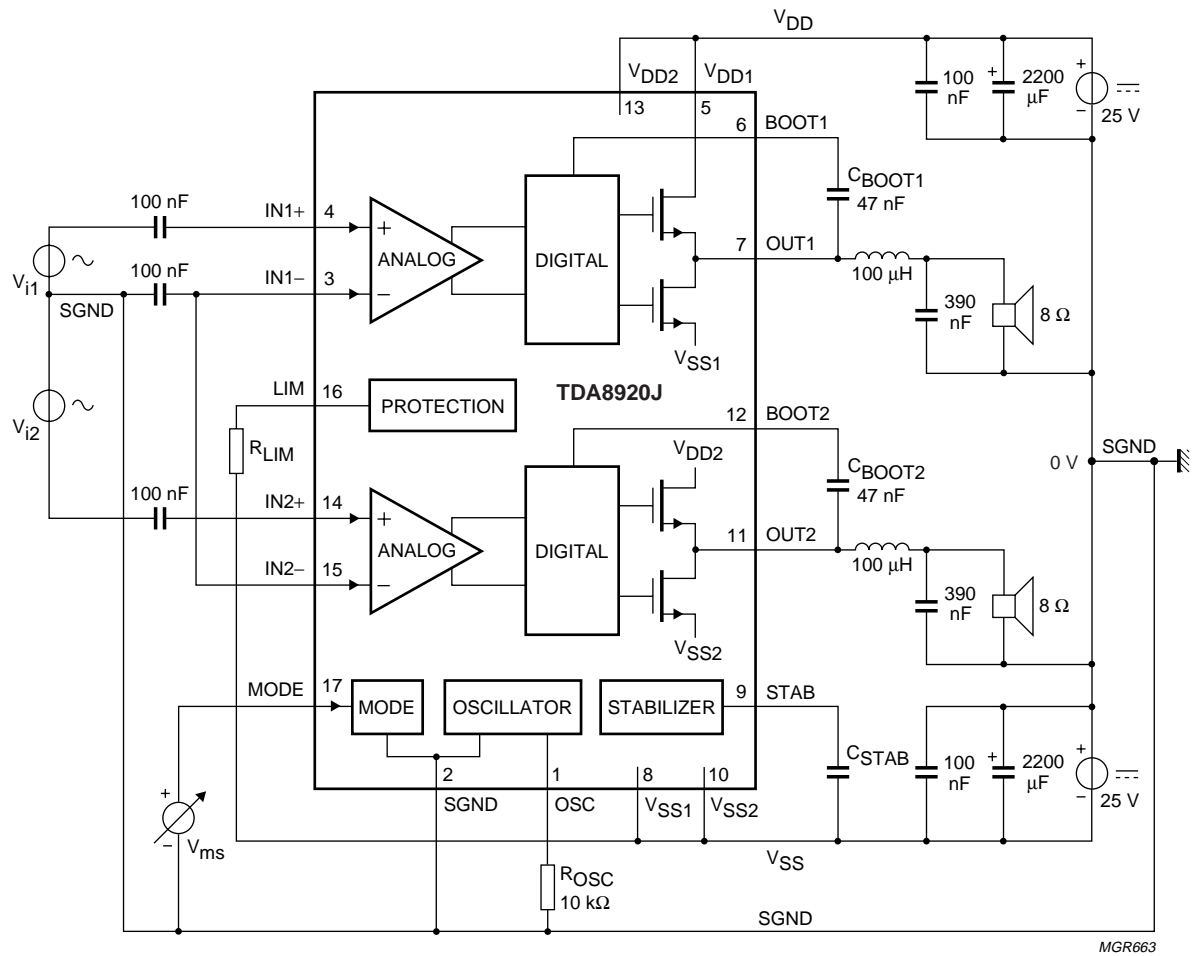 VDD
VDD2
VDD1
13
5
6
BOOT1
100 nF
+
2200 µF
+
−
25 V
CBOOT1
47 nF
100 nF
IN1+
4
+
ANALOG
DIGITAL
7
OUT1
100 µH
Vi1
100 nF
IN1−
3
−
SGND
390 nF
8 Ω
VSS1
TDA8920J
LIM
16
PROTECTION
12
BOOT2
Vi2
RLIM
VDD2
CBOOT2
47 nF
0 V
SGND
100 nF
IN2+
14
+
ANALOG
DIGITAL
11
OUT2
100 µH
IN2−
15
−
390 nF
8 Ω
VSS2
MODE
17
MODE
OSCILLATOR
STABILIZER
9
STAB
CSTAB
100 nF
+
2200 µF
+
−
25 V
2
1
8
10
SGND
OSC
VSS1
VSS2
+
−
Vms
VSS
ROSC
10 kΩ
SGND
MGR663